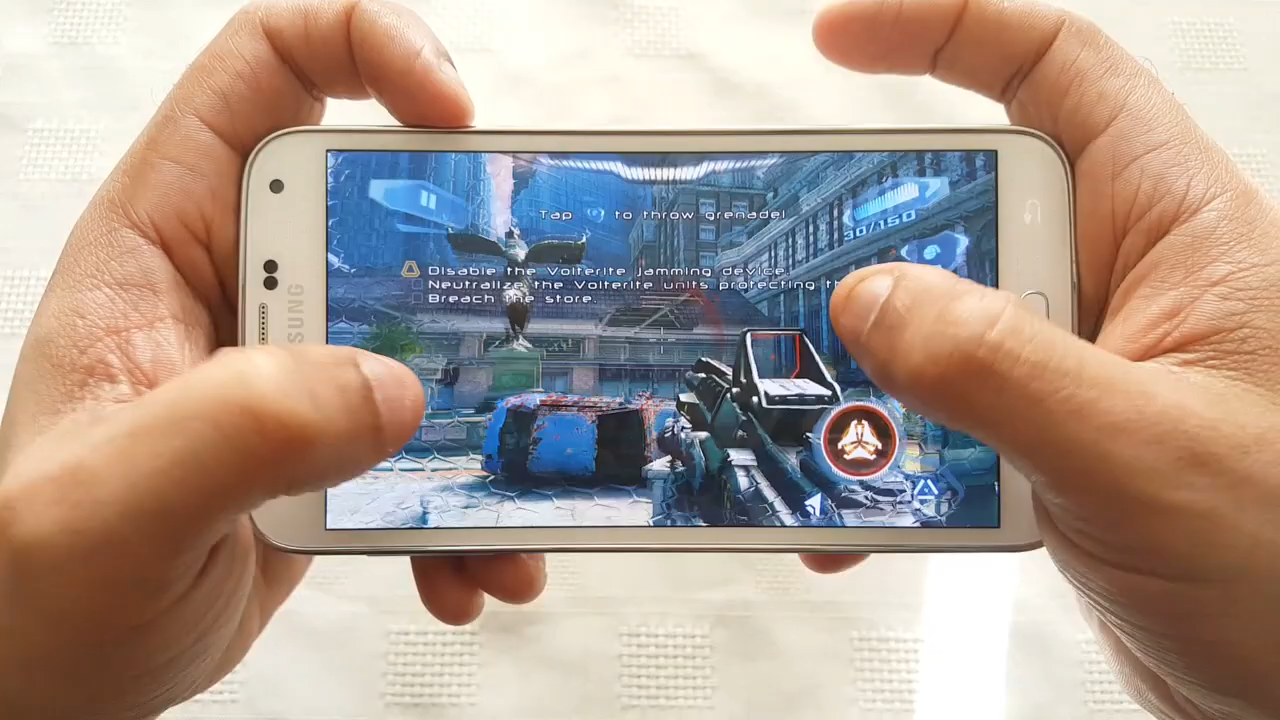 Tap to throw grenade!
30/150
Disable the Volterite jamming device.
Neutralize the Volterite units protecting th
Breach the store.
SUNG